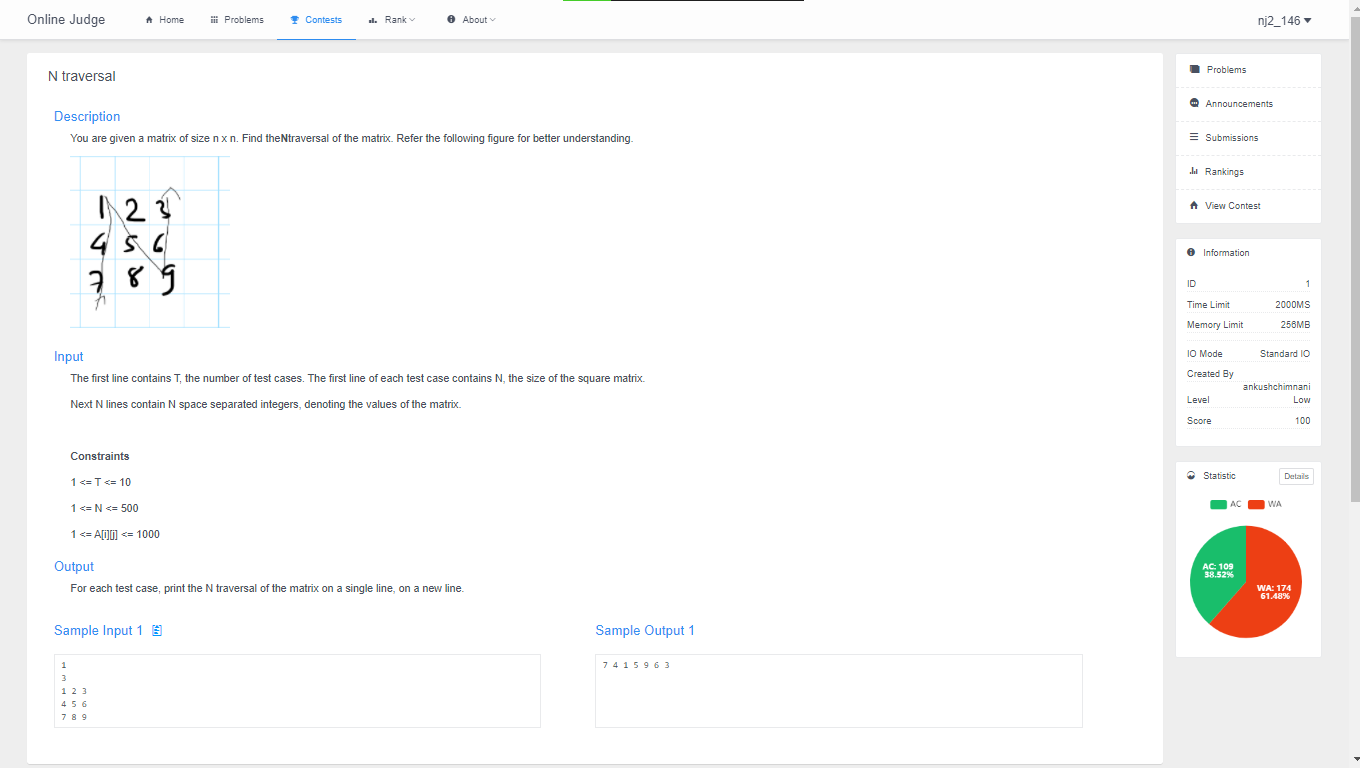 Online Judge Home Problems Contests Rank About nj2_146
N traversal
Description
You are given a matrix of size n x n. Find theNtraversal of the matrix. Refer the following figure for better understanding.
1 2 3
4 5 6
7 8 9
Input
The first line contains T, the number of test cases. The first line of each test case contains N, the size of the square matrix.
Next N lines contain N space separated integers, denoting the values of the matrix.
Constraints
1 <= T <= 10
1 <= N <= 500
1 <= A[i][j] <= 1000
Output
For each test case, print the N traversal of the matrix on a single line, on a new line.
Sample Input 1
1
3
1 2 3
4 5 6
7 8 9
Sample Output 1
7 4 1 5 9 6 3
Problems
Announcements
Submissions
Rankings
View Contest
Information
ID 1
Time Limit 2000MS
Memory Limit 256MB
IO Mode Standard IO
Created By
ankushchimnani
Level Low
Score 100
Statistic Details
AC WA
AC: 109
38.52%
WA: 174
61.48%